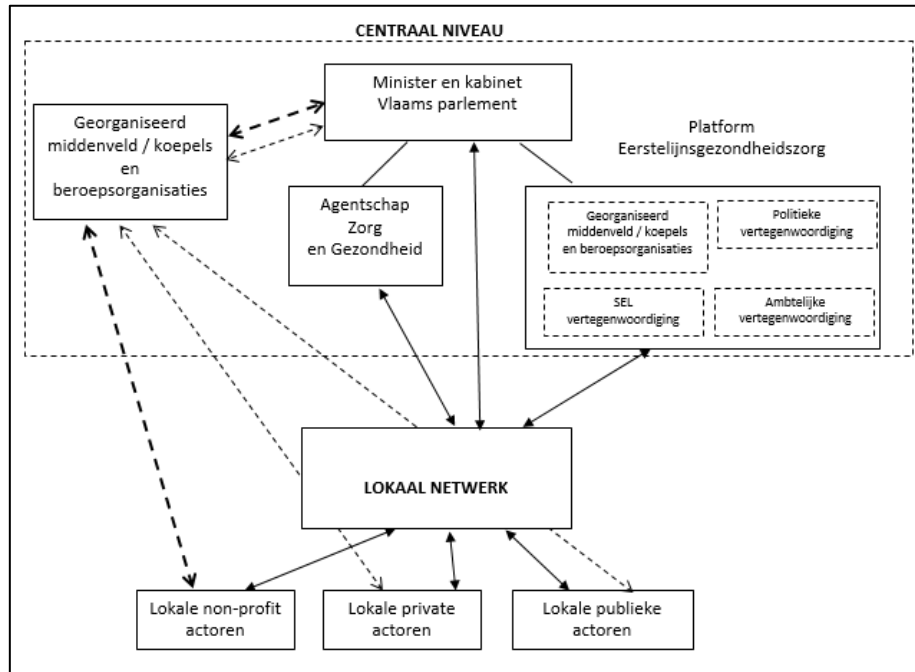 CENTRAAL NIVEAU
Minister en kabinet
Vlaams parlement
Georganiseerd
middenveld / koepels
en
beroepsorganisaties
Platform
Eerstelijnsgezondheidszorg
Agentschap
Zorg
en Gezondheid
Georganiseerd
middenveld / koepels
en beroepsorganisaties
Politieke
vertegenwoordiging
SEL
vertegenwoordiging
Ambtelijke
vertegenwoordiging
LOKAAL NETWERK
Lokale non-profit
actoren
Lokale private
actoren
Lokale publieke
actoren